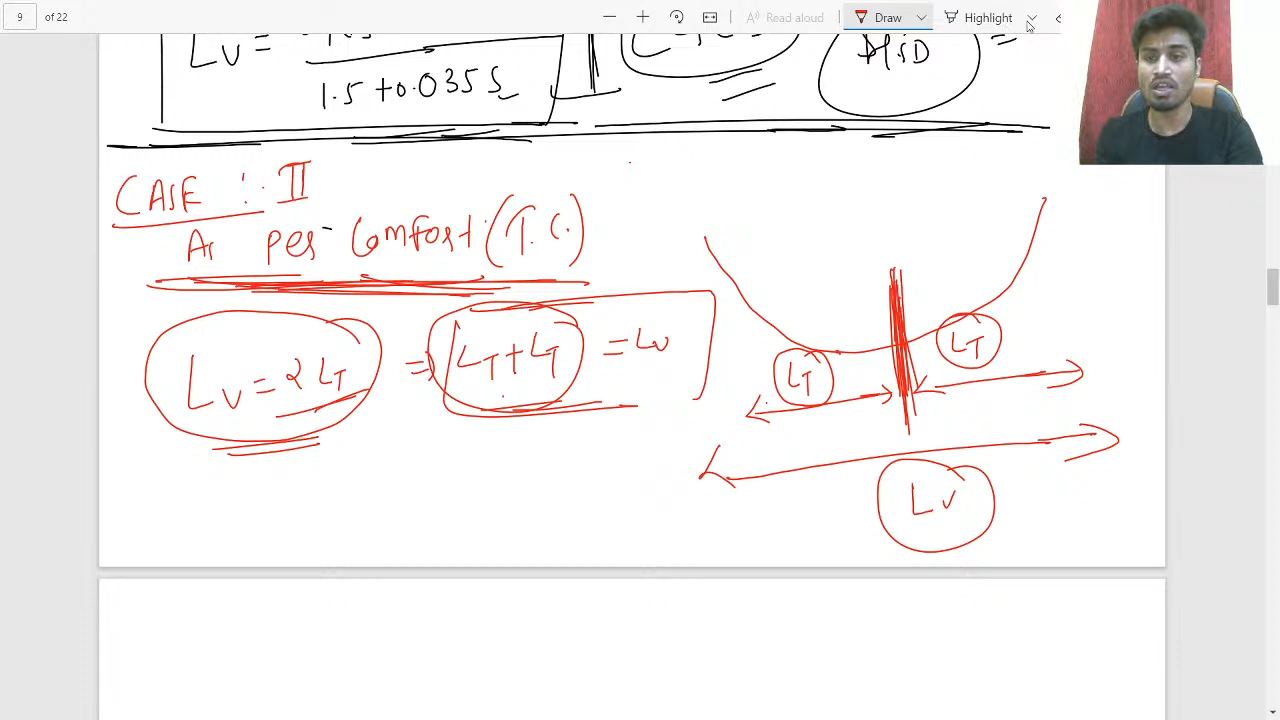 9 of 22 Read aloud Draw Highlight
Lv =
1.5 + 0.035 S
=
CASE : II
As per Comfort (T.C.)
Lv = 2 LT ⇒ LT + LT = Lv
LT
LT
Lv